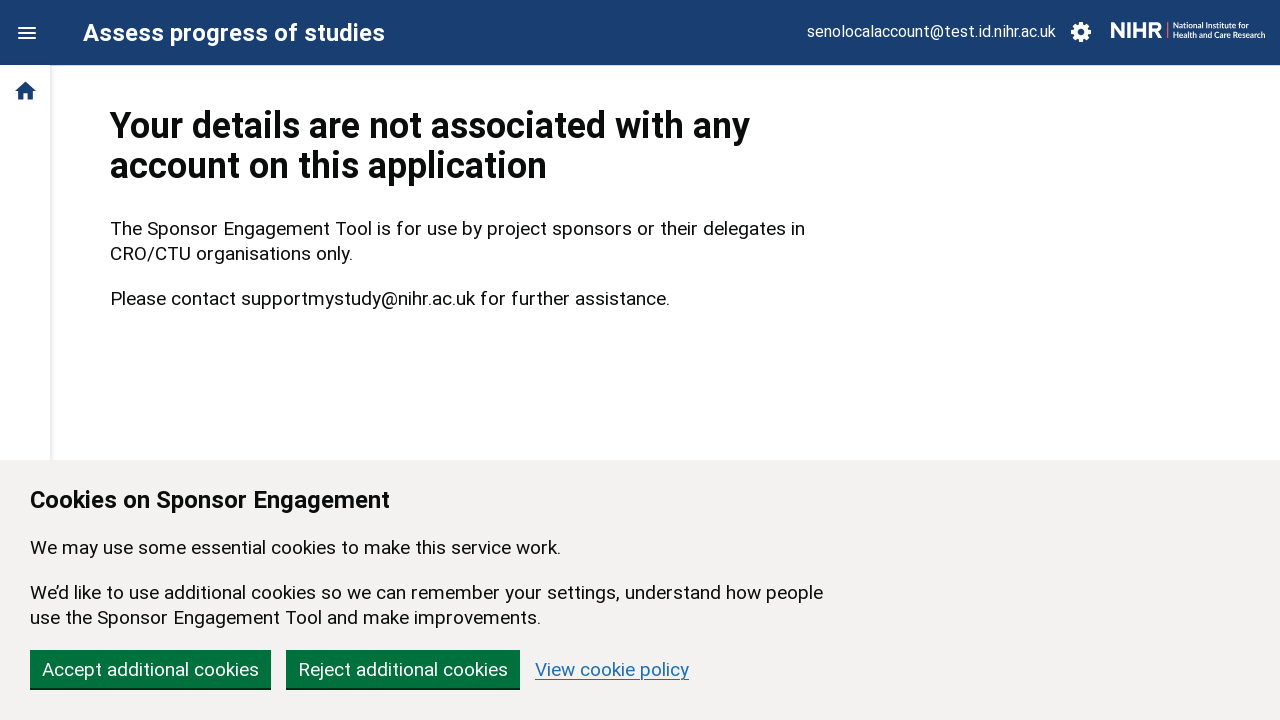 Assess progress of studies
senolocalaccount@test.id.nihr.ac.uk
NIHR | National Institute for
Health and Care Research
Your details are not associated with any
account on this application
The Sponsor Engagement Tool is for use by project sponsors or their delegates in
CRO/CTU organisations only.
Please contact supportmystudy@nihr.ac.uk for further assistance.
Cookies on Sponsor Engagement
We may use some essential cookies to make this service work.
We’d like to use additional cookies so we can remember your settings, understand how people
use the Sponsor Engagement Tool and make improvements.
Accept additional cookies
Reject additional cookies
View cookie policy